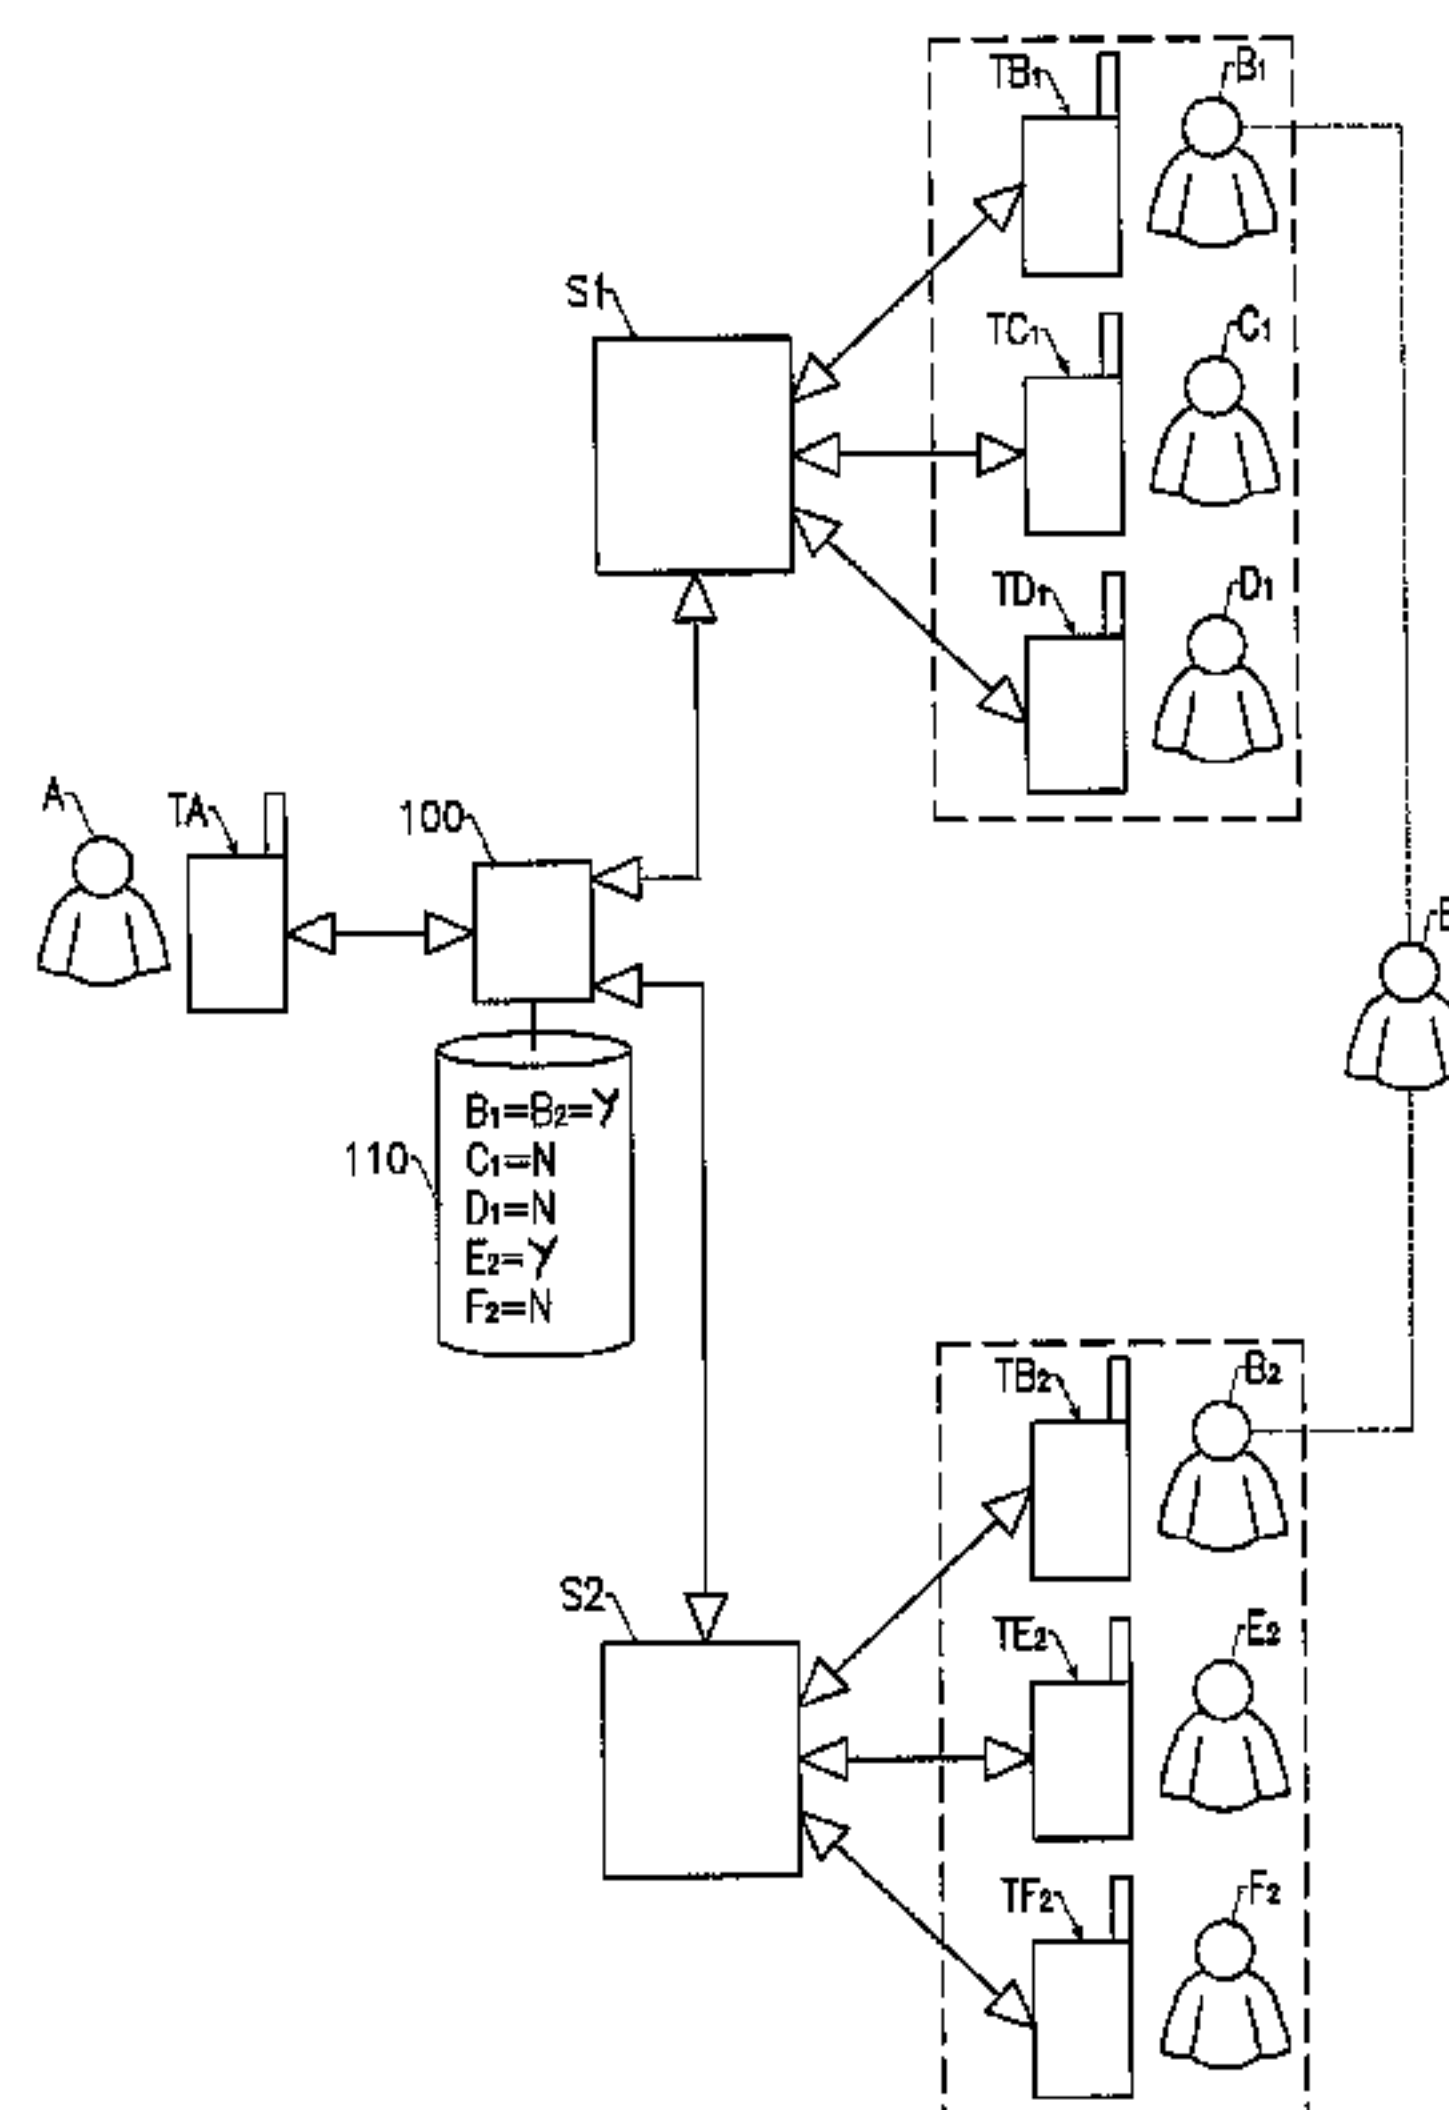 TB₁
B₁
S1
TC₁
C₁
TD₁
D₁
A
TA
100
B₁=B₂=Y
110
C₁=N
D₁=N
E₂=Y
F₂=N
TB₂
B₂
S2
TE₂
E₂
TF₂
F₂